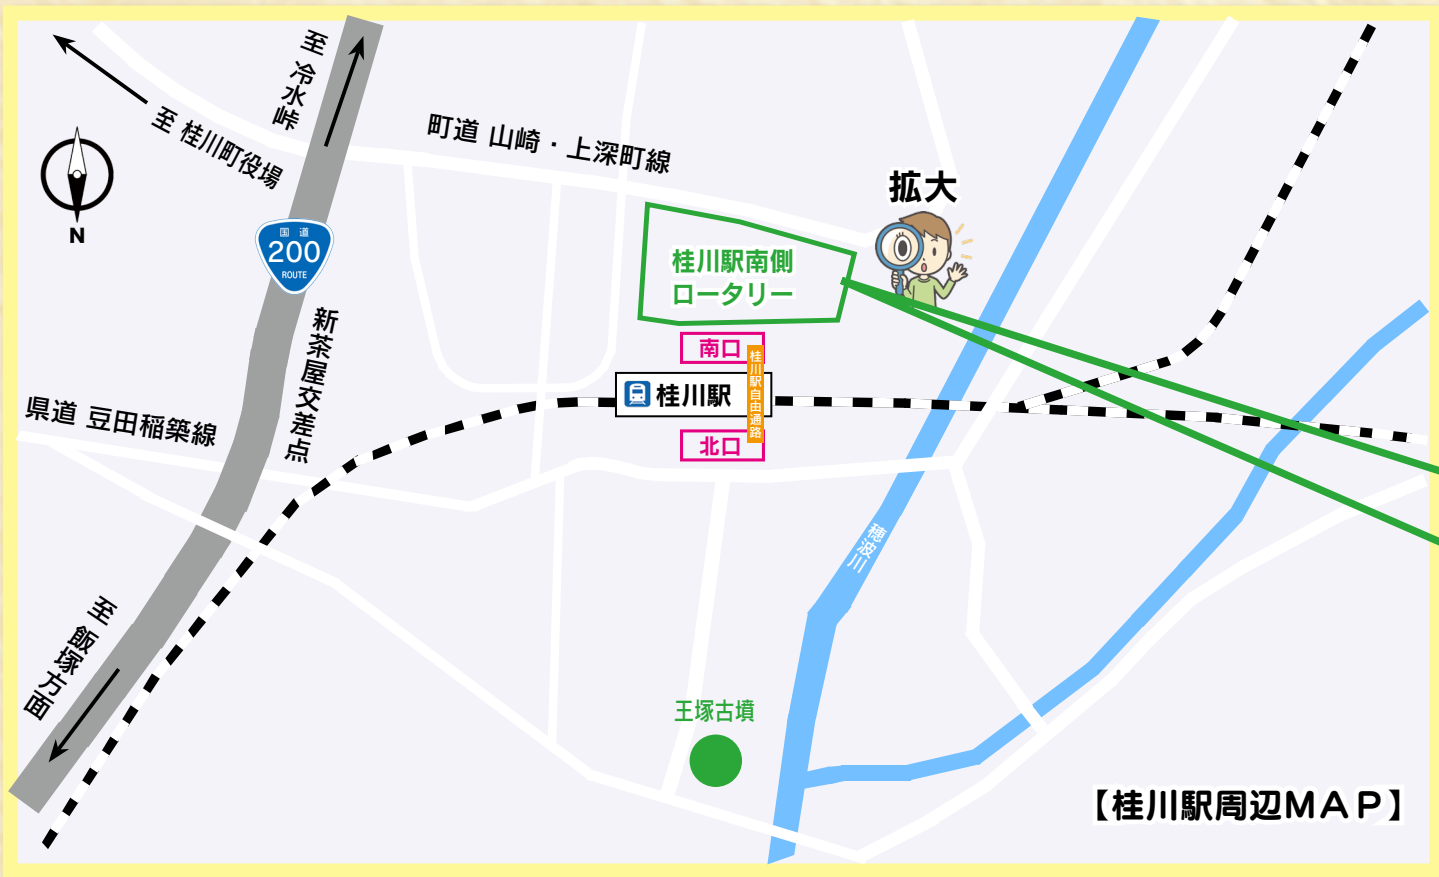 至 冷水峠
至 桂川町役場
町道 山崎・上深町線
拡大
N
国道
200
ROUTE
桂川駅南側
ロータリー
新茶屋交差点
南口
桂川駅自由通路
桂川駅
県道 豆田稲築線
北口
穂波川
至 飯塚方面
王塚古墳
【桂川駅周辺MAP】